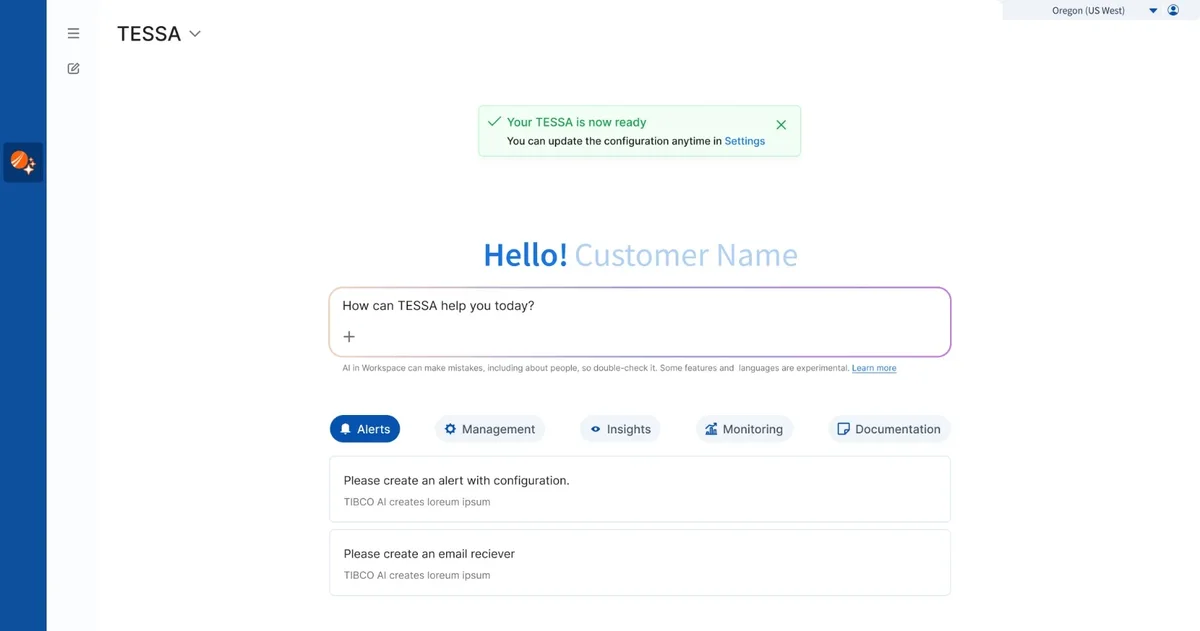 Oregon (US West)
TESSA
Your TESSA is now ready
You can update the configuration anytime in Settings
Hello! Customer Name
How can TESSA help you today?
AI in Workspace can make mistakes, including about people, so double-check it. Some features and languages are experimental. Learn more
Alerts
Management
Insights
Monitoring
Documentation
Please create an alert with configuration.
TIBCO AI creates loreum ipsum
Please create an email reciever
TIBCO AI creates loreum ipsum